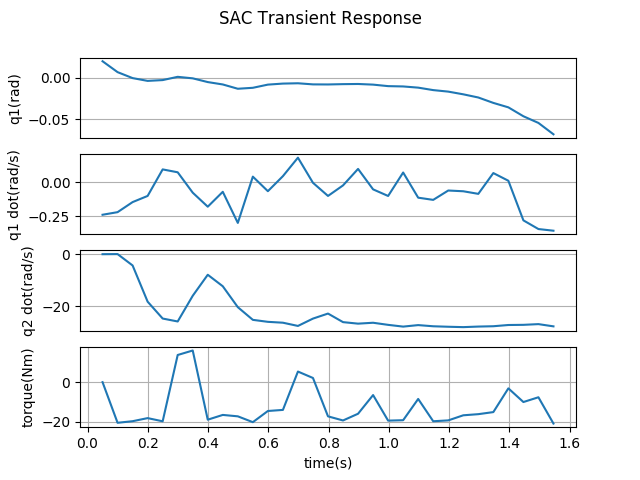 SAC Transient Response
q1(rad)
0.00
−0.05
q1 dot(rad/s)
0.00
−0.25
q2 dot(rad/s)
0
−20
torque(Nm)
0
−20
0.0 0.2 0.4 0.6 0.8 1.0 1.2 1.4 1.6
time(s)